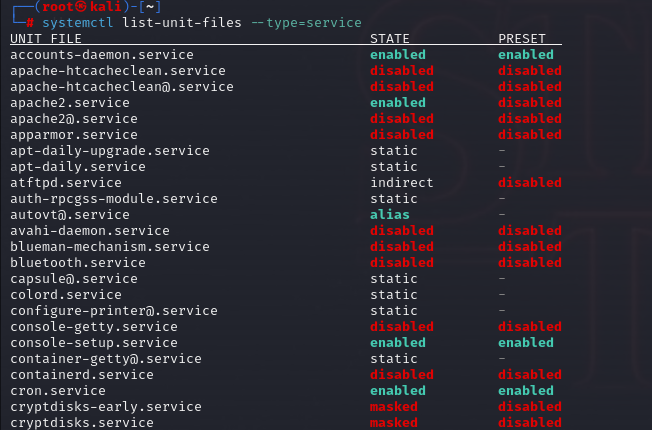 ┌──(root㉿kali)-[~]
└─# systemctl list-unit-files --type=service
UNIT FILE STATE PRESET
accounts-daemon.service enabled enabled
apache-htcacheclean.service disabled disabled
apache-htcacheclean@.service disabled disabled
apache2.service enabled disabled
apache2@.service disabled disabled
apparmor.service disabled disabled
apt-daily-upgrade.service static -
apt-daily.service static -
atftpd.service indirect disabled
auth-rpcgss-module.service static -
autovt@.service alias -
avahi-daemon.service disabled disabled
blueman-mechanism.service disabled disabled
bluetooth.service disabled disabled
capsule@.service static -
colord.service static -
configure-printer@.service static -
console-getty.service disabled disabled
console-setup.service enabled enabled
container-getty@.service static -
containerd.service disabled disabled
cron.service enabled enabled
cryptdisks-early.service masked disabled
cryptdisks.service masked disabled